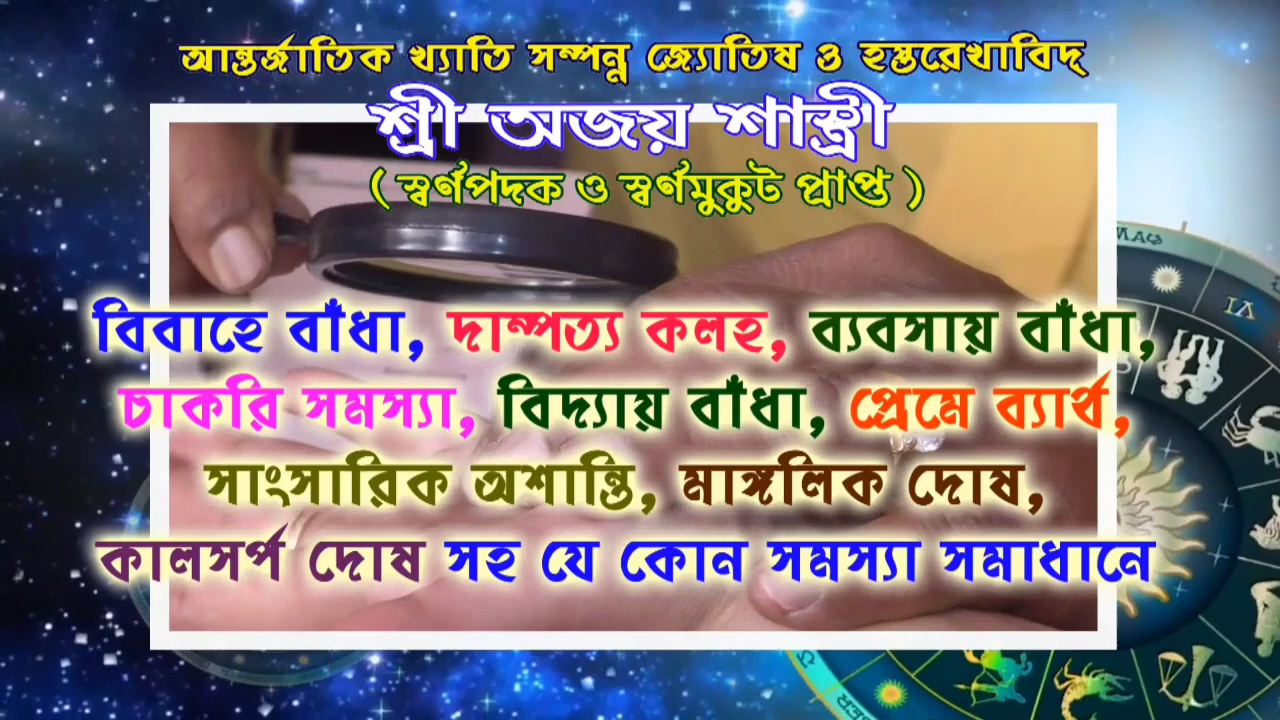 আন্তর্জাতিক খ্যাতি সম্পন্ন জ্যোতিষ ও হস্তরেখাবিদ্
শ্রী অজয় শাস্ত্রী
( স্বর্ণপদক ও স্বর্ণমুকুট প্রাপ্ত )
বিবাহে বাঁধা, দাম্পত্য কলহ, ব্যবসায় বাঁধা,
চাকরি সমস্যা, বিদ্যায় বাঁধা, প্রেমে ব্যার্থ,
সাংসারিক অশান্তি, মাঙ্গলিক দোষ,
কালসর্প দোষ সহ যে কোন সমস্যা সমাধানে